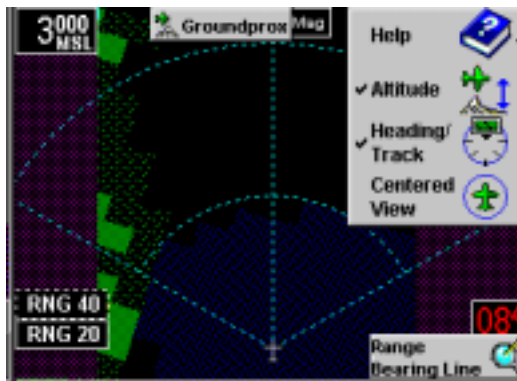 3000
MSL
Groundprox
Mag
Help
Altitude
Heading/
Track
Centered
View
RNG 40
RNG 20
Range
Bearing Line